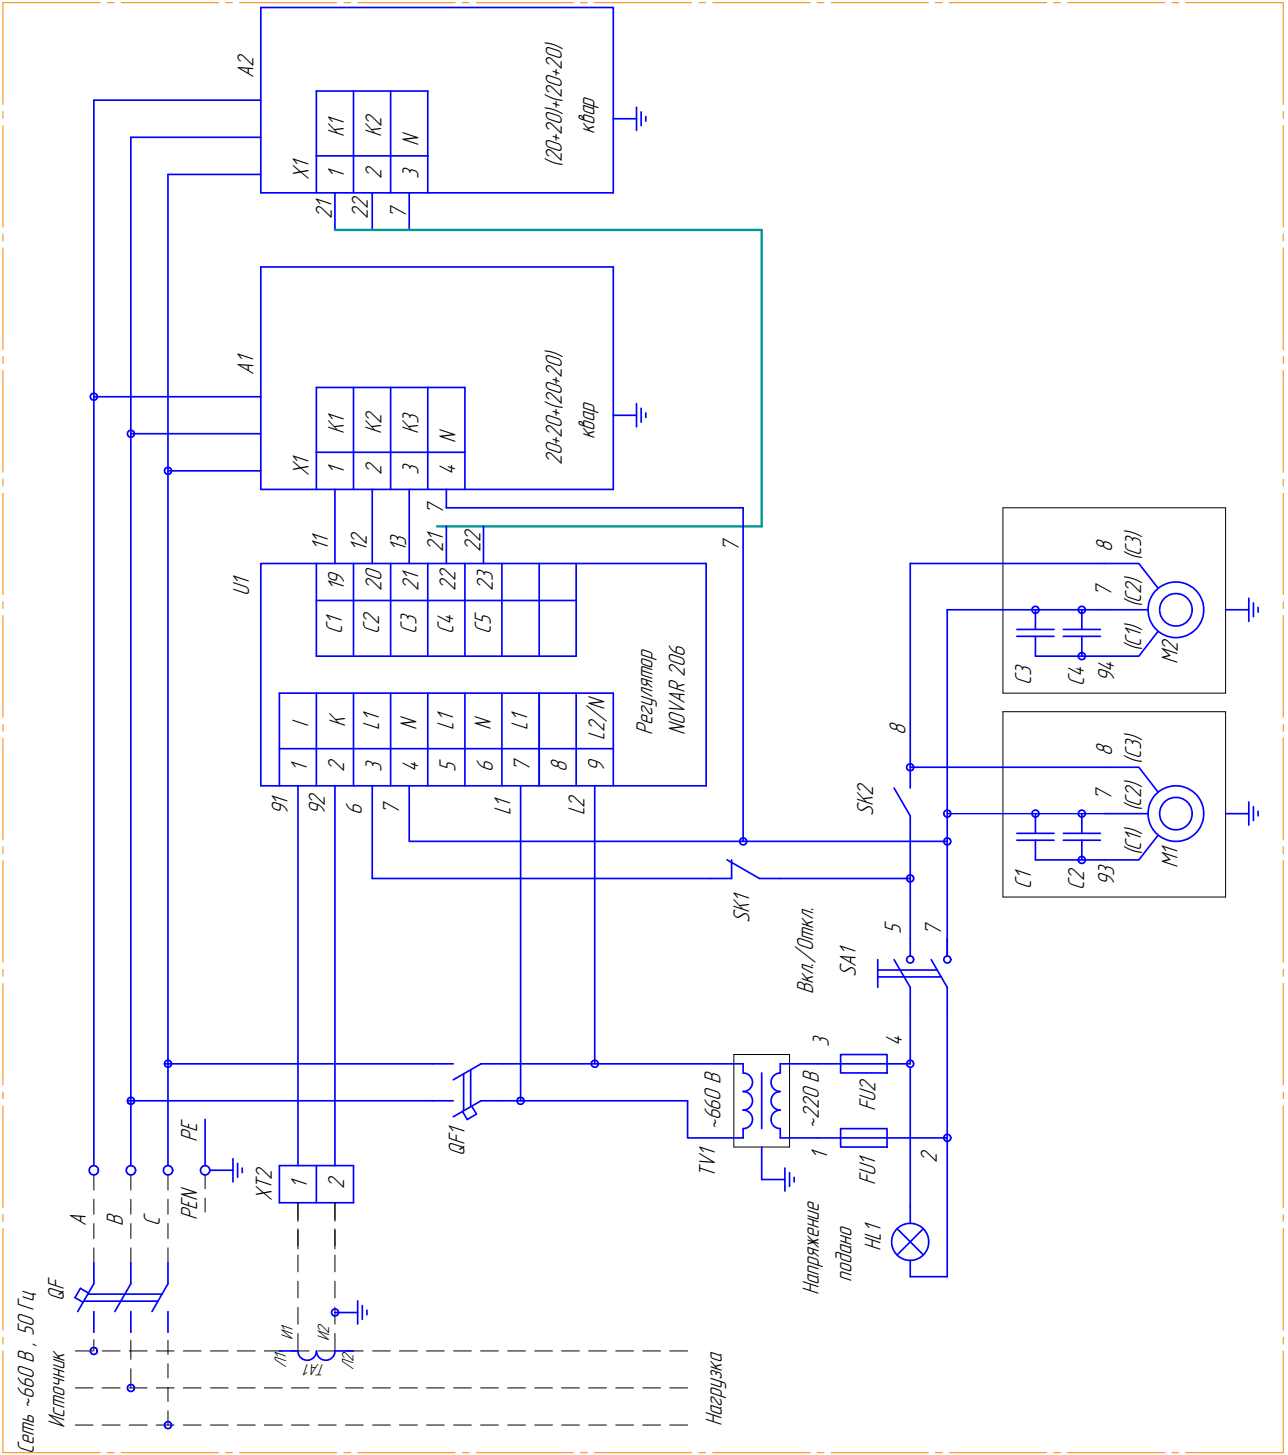 Сеть ~660 В , 50 Гц
Источник
QF
A
B
C
PEN
PE
Л1
И1
И2
Л2
TA1
Нагрузка
XT2
1
2
QF1
TV1
~660 В
~220 В
1
3
FU1
FU2
2
4
Напряжение
подано
HL1
Вкл./Откл.
SA1
5
7
SK1
SK2
8
7
91
92
6
7
L1
L2
U1
1 I
2 K
3 L1
4 N
5 L1
6 N
7 L1
8
9 L2/N
C1 19
C2 20
C3 21
C4 22
C5 23
Регулятор
NOVAR 206
11
12
13
21
22
7
A1
X1
1 K1
2 K2
3 K3
4 N
20+20+(20+20)
квар
21
22
7
A2
X1
1 K1
2 K2
3 N
(20+20)+(20+20)
квар
C1
C2
93
(C1)
7
(C2)
8
(C3)
M1
C3
C4
94
(C1)
7
(C2)
8
(C3)
M2